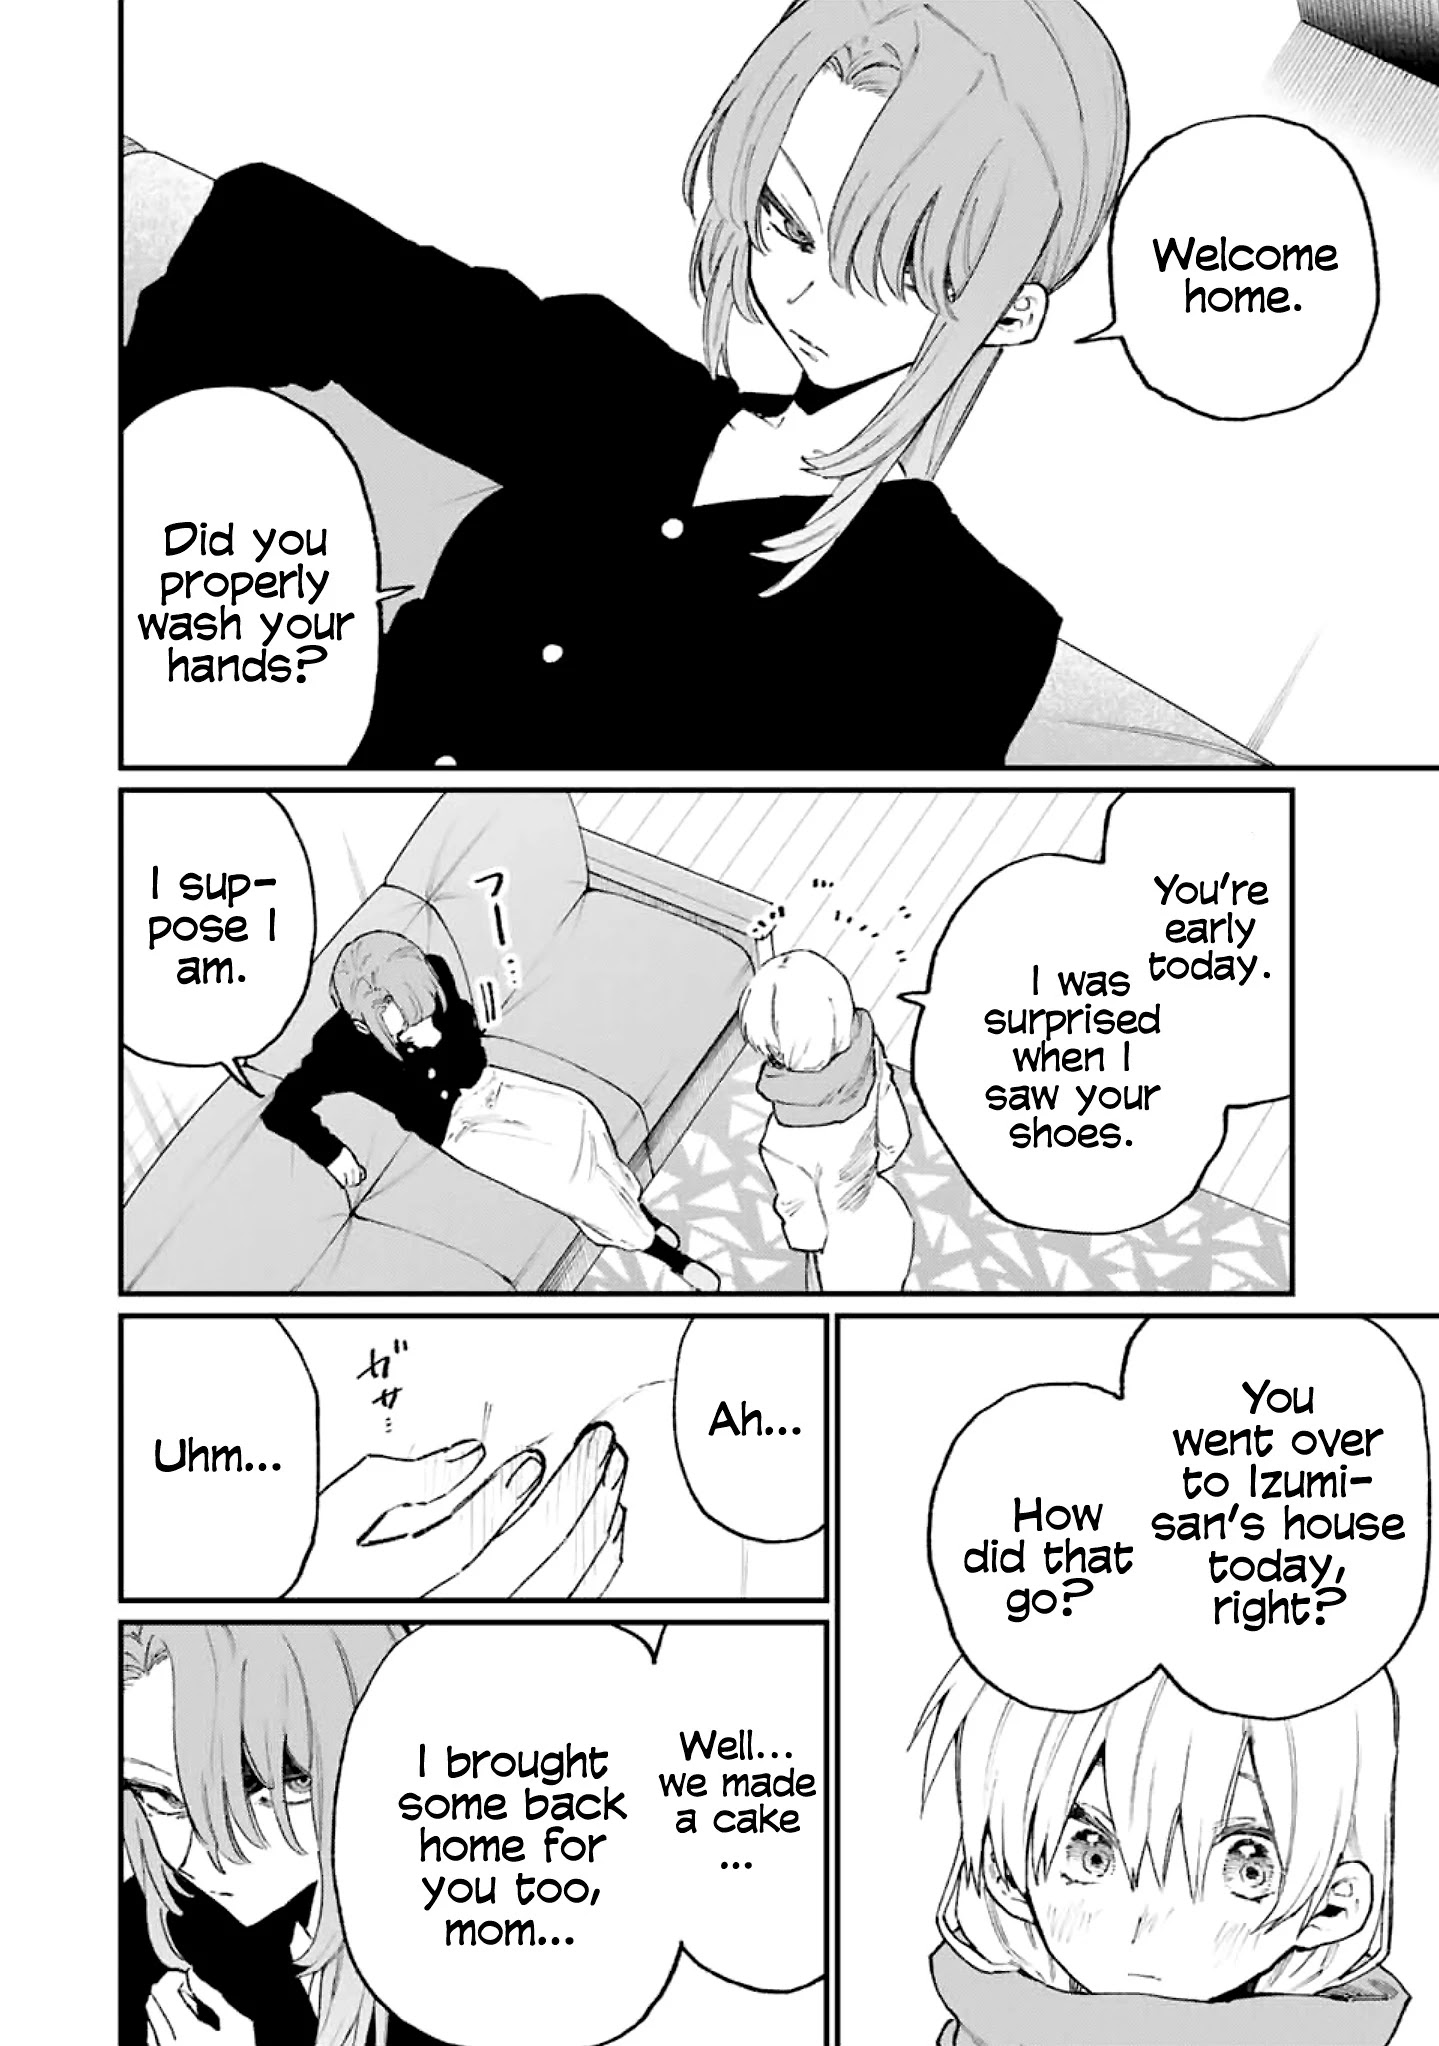 Welcome
home.
Did you
properly
wash your
hands?
You're
early
today.
I was
surprised
when I
saw your
shoes.
つー…
I sup-
pose I
am.
You
went over
to Izumi-
san's house
today,
right?
How
did that
go?
Ah...
ガサ…
Uhm...
Well...
we made
a cake
...
I brought
some back
home for
you too,
mom...